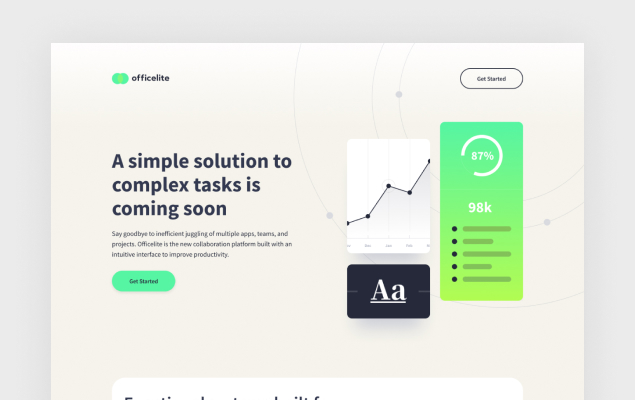 officelite
Get Started
A simple solution to
complex tasks is
coming soon
Say goodbye to inefficient juggling of multiple apps, teams, and
projects. Officelite is the new collaboration platform built with an
intuitive interface to improve productivity.
Get Started
87%
98k
Aa